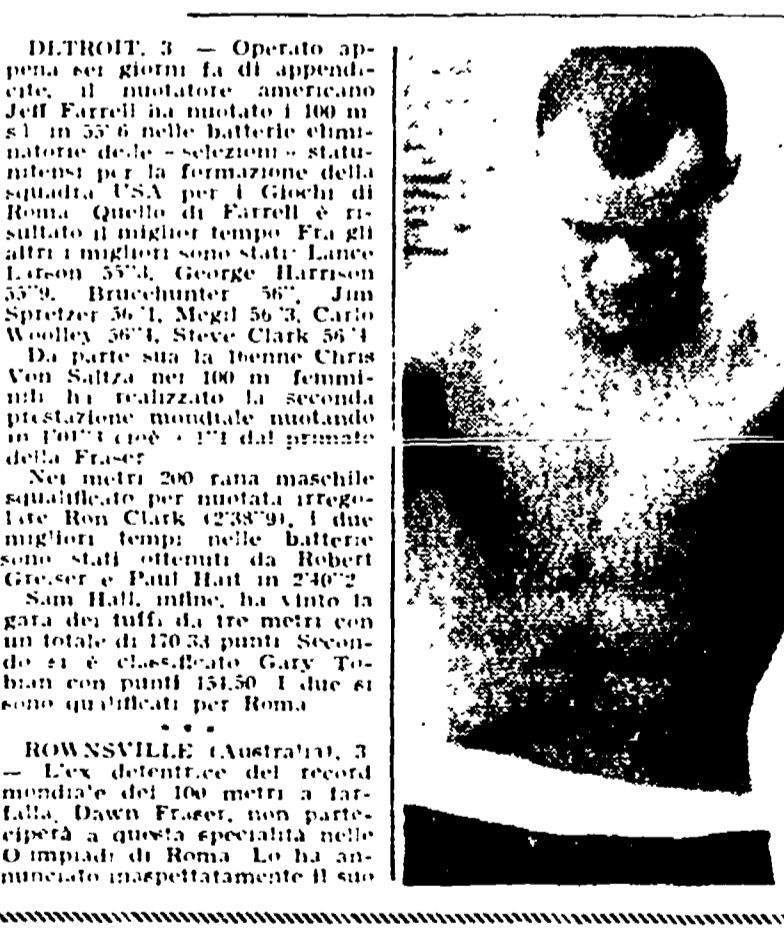 DETROIT, 3 — Operato ap-
pena sei giorni fa di appendi-
cite, il nuotatore americano
Jeff Farrell ha nuotato i 100 m
s l in 55"6 nelle batterie elimi-
natorie delle «selezioni» statu-
nitensi per la formazione della
squadra USA per i Giochi di
Roma Quello di Farrell è ri-
sultato il miglior tempo Fra gli
altri i migliori sono stati: Lance
Larson 55"3, George Harrison
55"9, Brucehunter 56", Jim
Spretzer 56"1, Mcgil 56"3, Carlo
Woolley 56"4, Steve Clark 56"4
Da parte sua la 16enne Chris
Von Saltza nei 100 m femmi-
nili ha realizzato la seconda
prestazione mondiale nuotando
in cioè a 1"1 dal primate
della Fraser
Nei metri 200 rana maschile
squalificato per nuotata irrego-
lare Ron Clark (2'38"9), i due
migliori tempi nelle batterie
sono stati ottenuti da Robert
e Paul Hait in 2'40"2
Sam Hall, infine, ha vinto la
gara dei tuffi da tre metri con
un totale di 170 33 punti Secon-
do si è classificato Gary To-
bian con punti 154,50 I due si
sono qualificati per Roma
* * *
ROWNSVILLE (Australia), 3
— L'ex detentrice del record
mondiale dei 100 metri a far-
falla, Dawn Fraser, non parte-
ciperà a questa specialità nelle
Olimpiadi di Roma Lo ha an-
nunciato inaspettatamente il suo